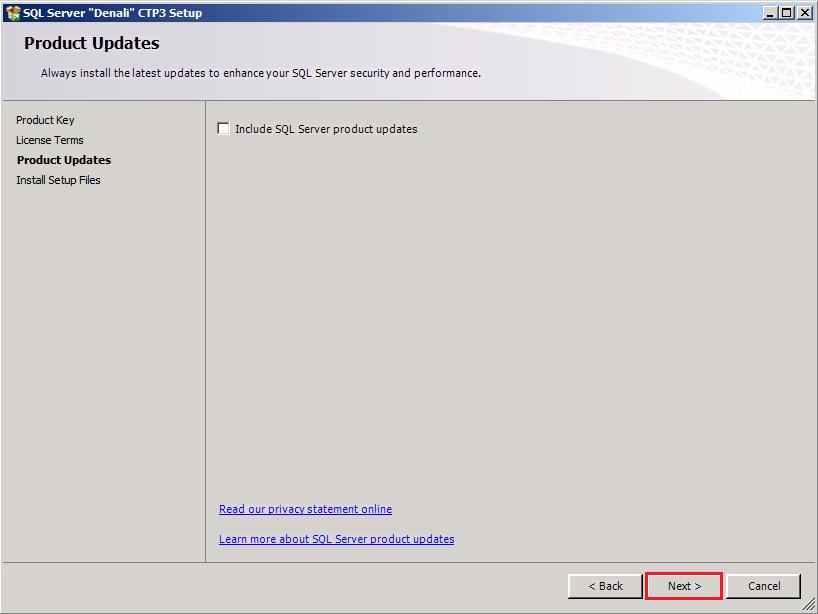 SQL Server "Denali" CTP3 Setup
Product Updates
Always install the latest updates to enhance your SQL Server security and performance.
Product Key
License Terms
Product Updates
Install Setup Files
Include SQL Server product updates
Read our privacy statement online
Learn more about SQL Server product updates
< Back
Next >
Cancel